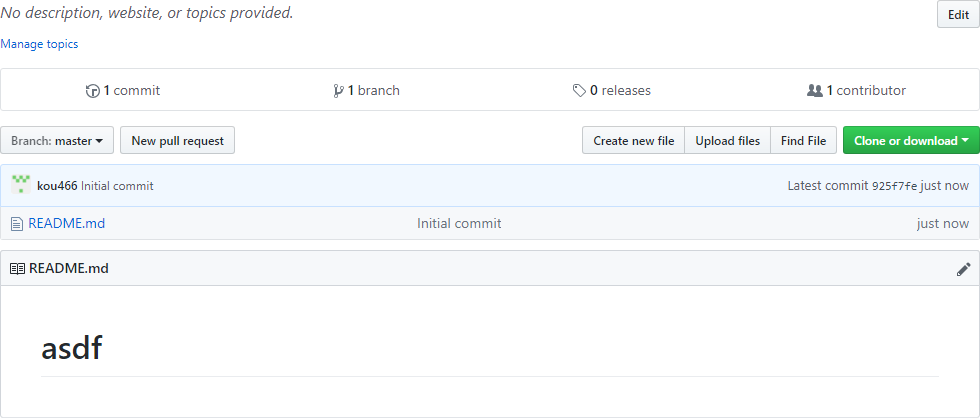 No description, website, or topics provided.
Edit
Manage topics
1 commit
1 branch
0 releases
1 contributor
Branch: master
New pull request
Create new file
Upload files
Find File
Clone or download
kou466 Initial commit
Latest commit 925f7fe just now
README.md
Initial commit
just now
README.md
asdf